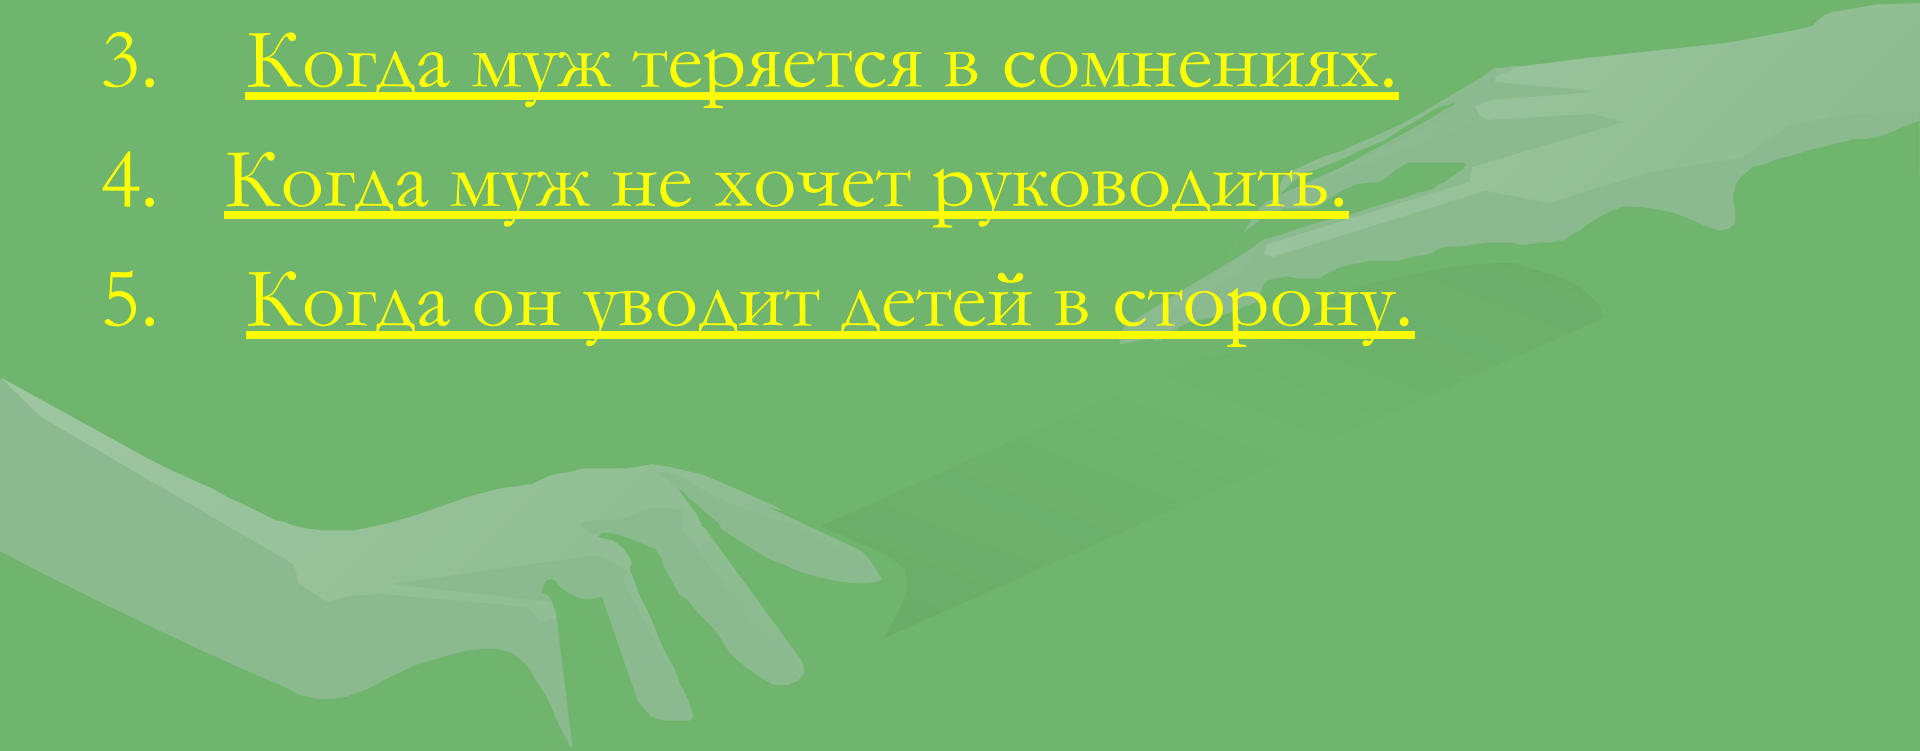 3. Когда муж теряется в сомнениях.
4. Когда муж не хочет руководить.
5. Когда он уводит детей в сторону.